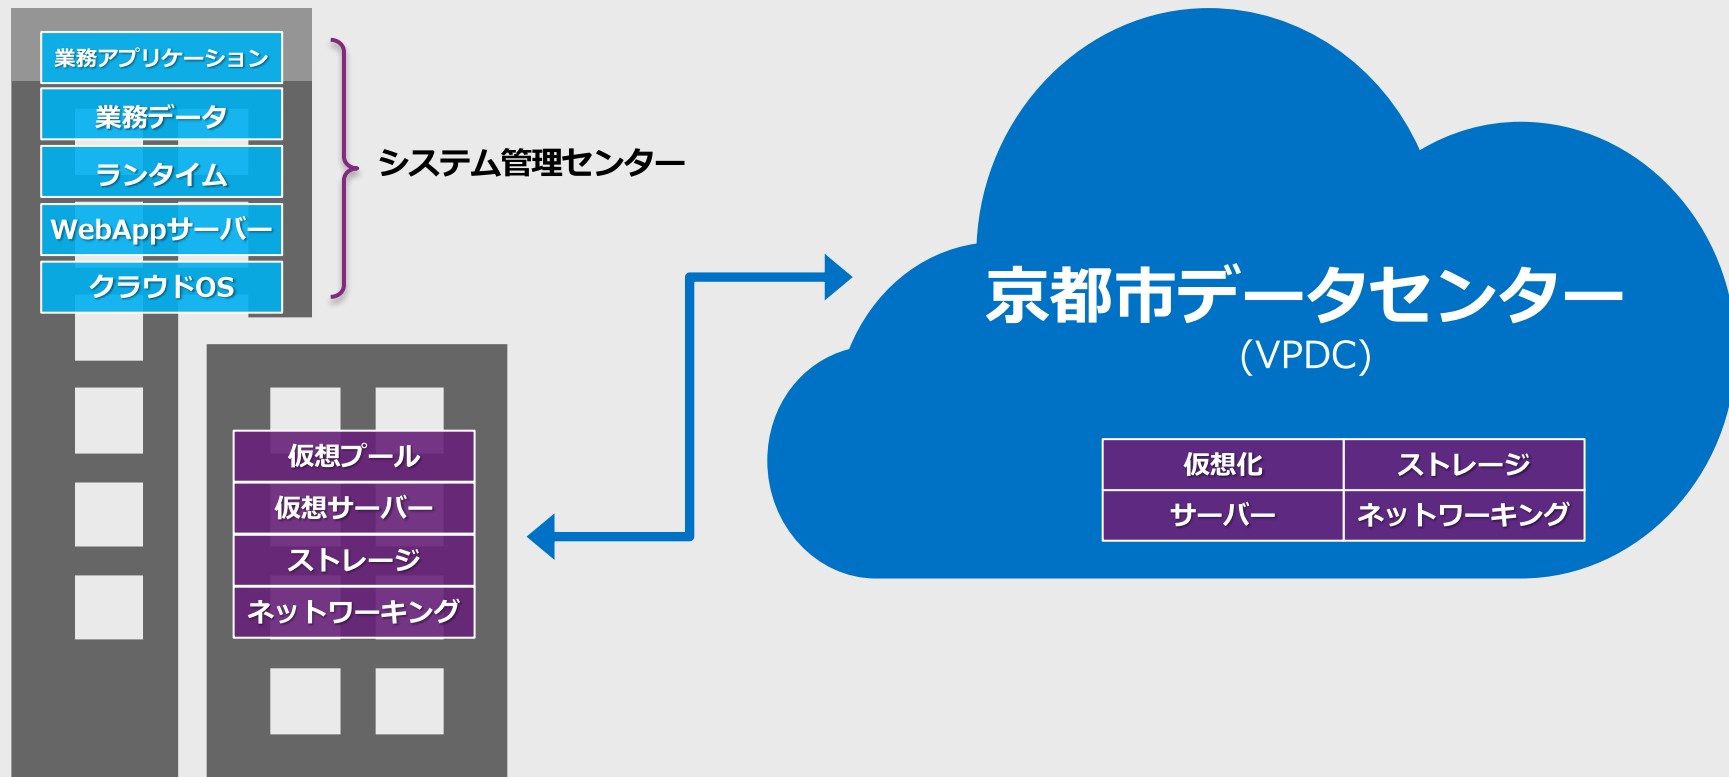 業務アプリケーション
業務データ
ランタイム
WebAppサーバー
クラウドOS
システム管理センター
仮想プール
仮想サーバー
ストレージ
ネットワーキング
京都市データセンター
(VPDC)
仮想化 ストレージ
サーバー ネットワーキング